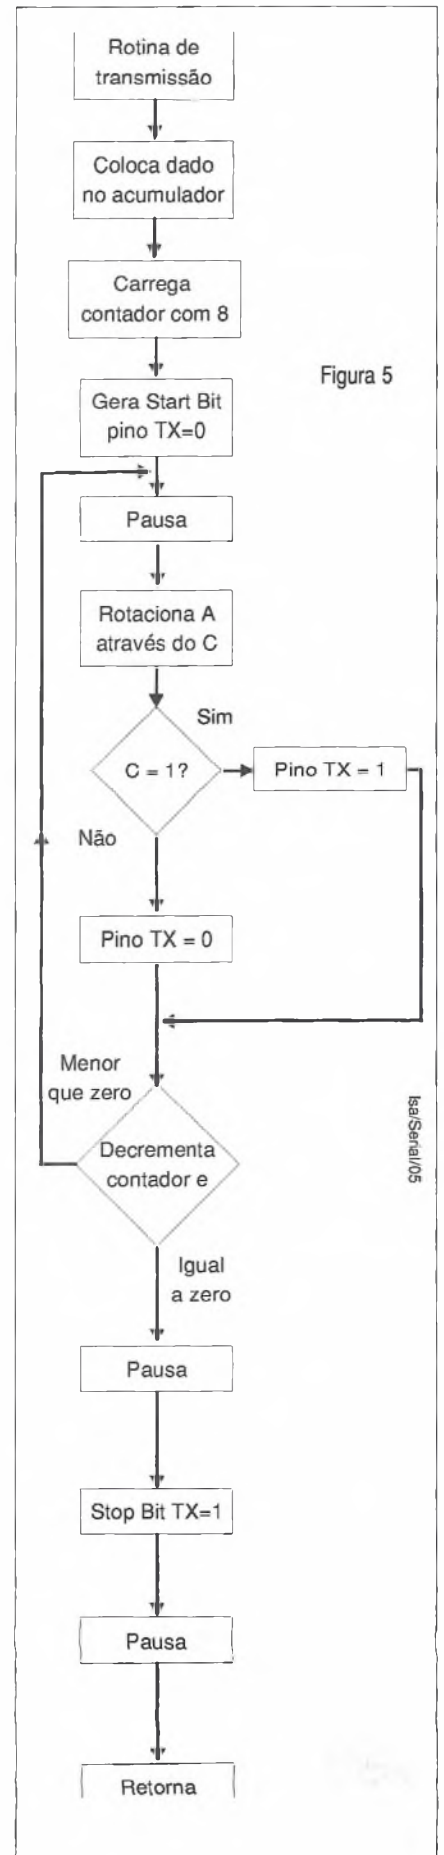 Rotina de
transmissão
Coloca dado
no acumulador
Carrega
contador com 8
Figura 5
Gera Start Bit
pino TX=0
Pausa
Rotaciona A
através do C
Sim
C = 1?
Pino TX = 1
Não
Pino TX = 0
Menor
que zero
Decrementa
contador e
Isa/Serial/05
Igual
a zero
Pausa
Stop Bit TX=1
Pausa
Retorna